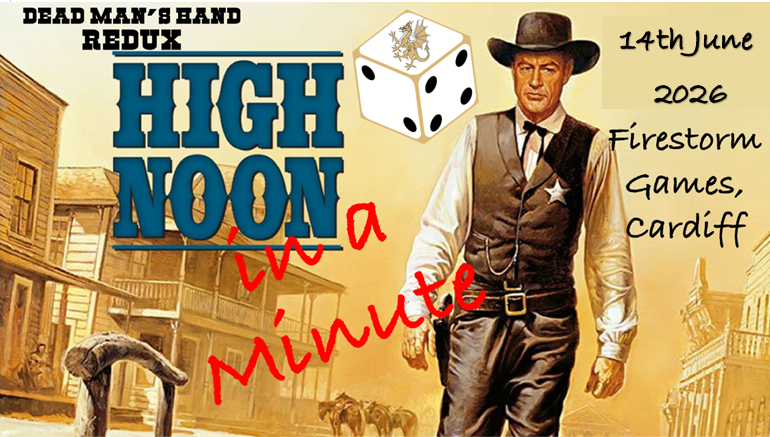 DEAD MAN'S HAND
REDUX
HIGH
NOON
in a
Minute
14th June
2026
Firestorm
Games,
Cardiff